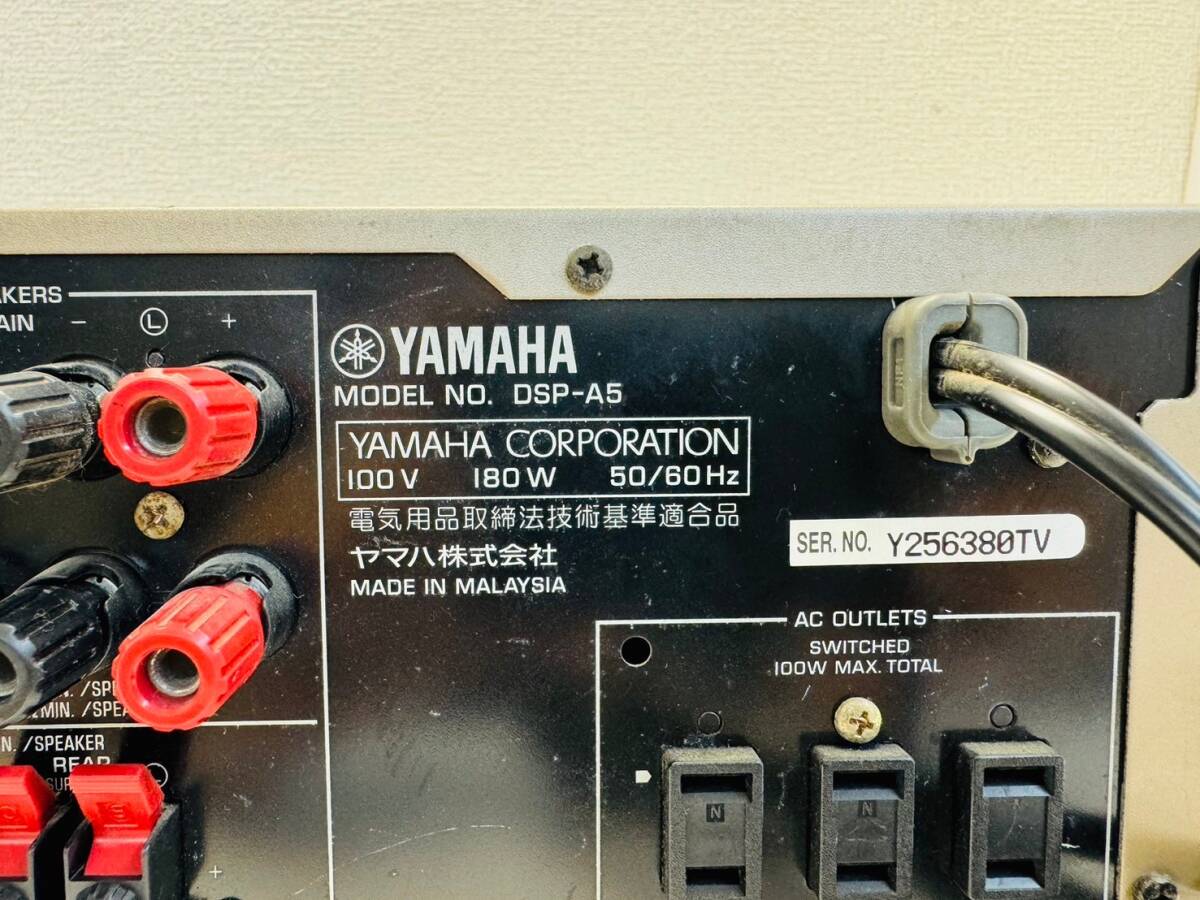 MAIN
− Ⓛ +
YAMAHA
MODEL NO. DSP-A5
YAMAHA CORPORATION
100V 180W 50/60Hz
電気用品取締法技術基準適合品
ヤマハ株式会社
MADE IN MALAYSIA
SER. NO. Y256380TV
AC OUTLETS
SWITCHED
100W MAX. TOTAL
MIN. /SPEA
/SPEAKER
REAR
+
N
N